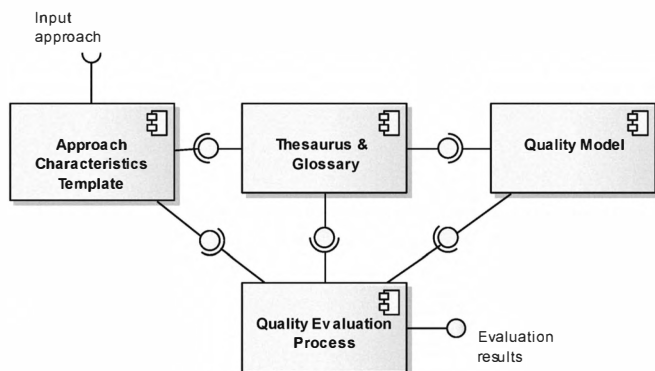 Input
approach
Approach
Characteristics
Template
Thesaurus &
Glossary
Quality Model
Quality Evaluation
Process
Evaluation
results